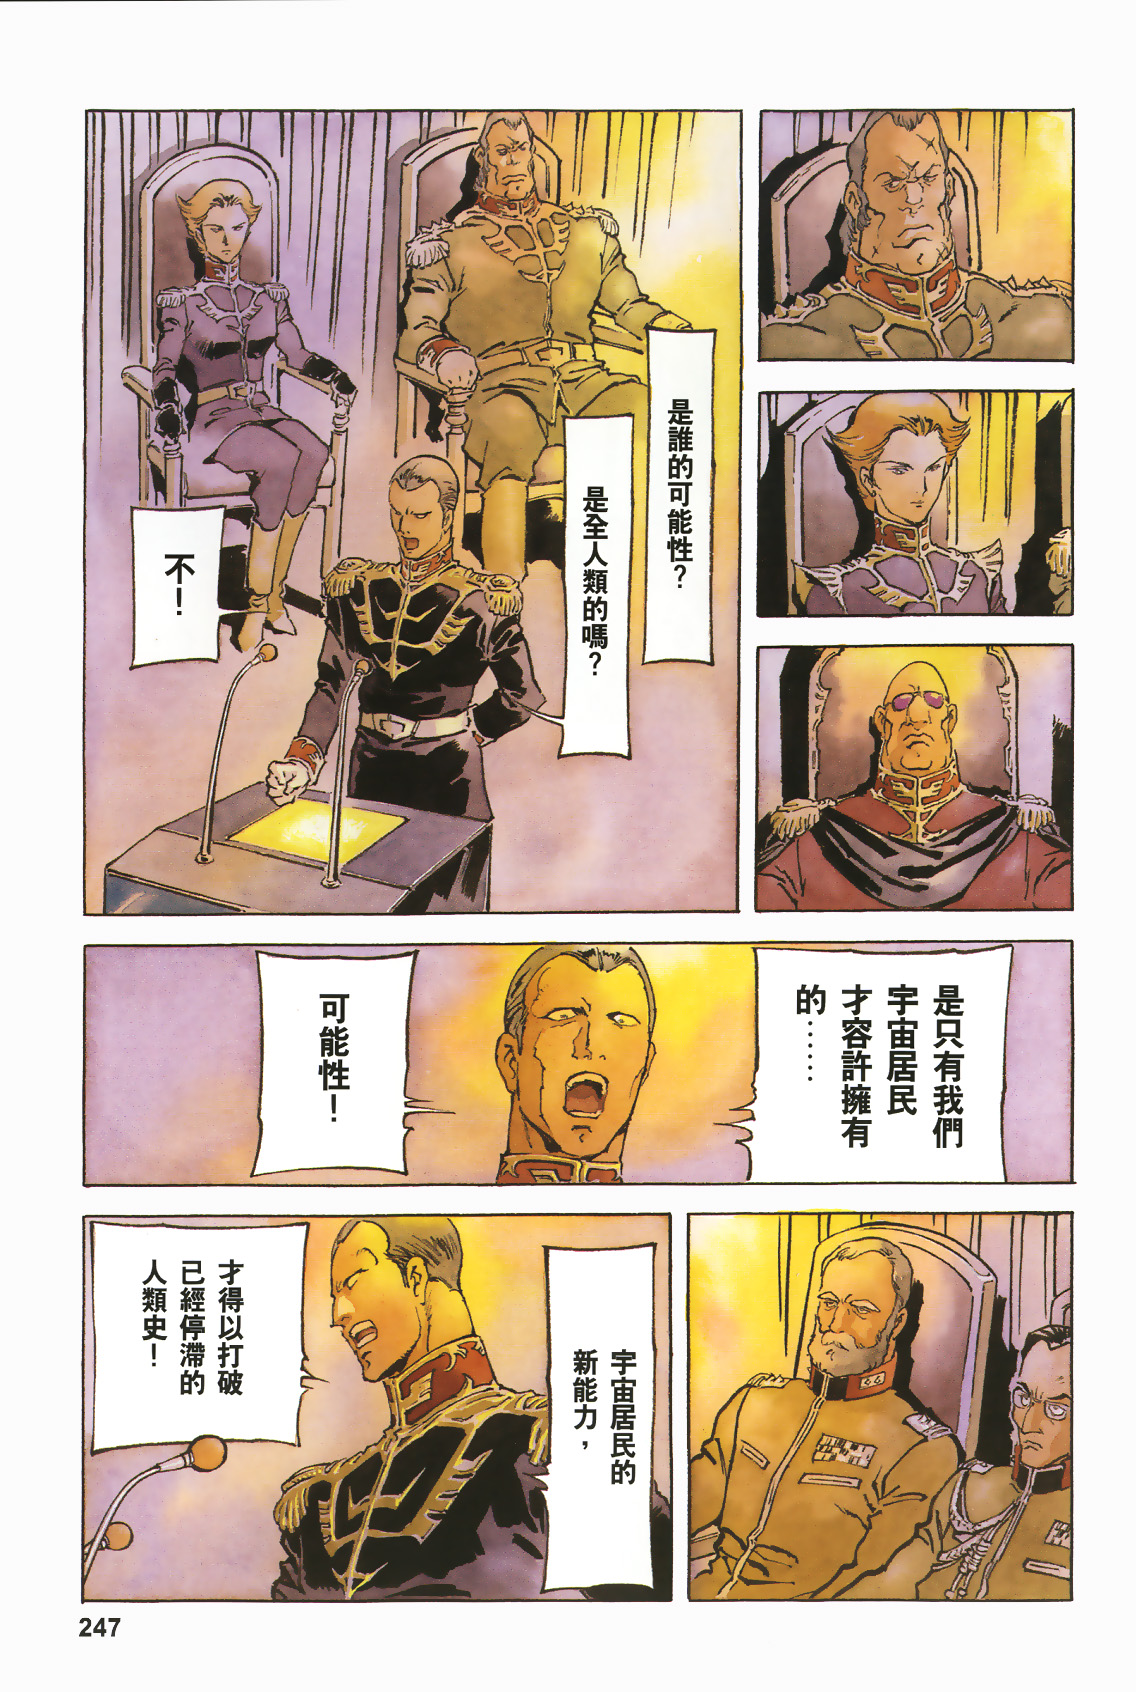 是誰的可能性？
是全人類的嗎？
不！
是只有我們
宇宙居民
才容許擁有
的……
可能性！
宇宙居民的
新能力，
才得以打破
已經停滯的
人類史！
247